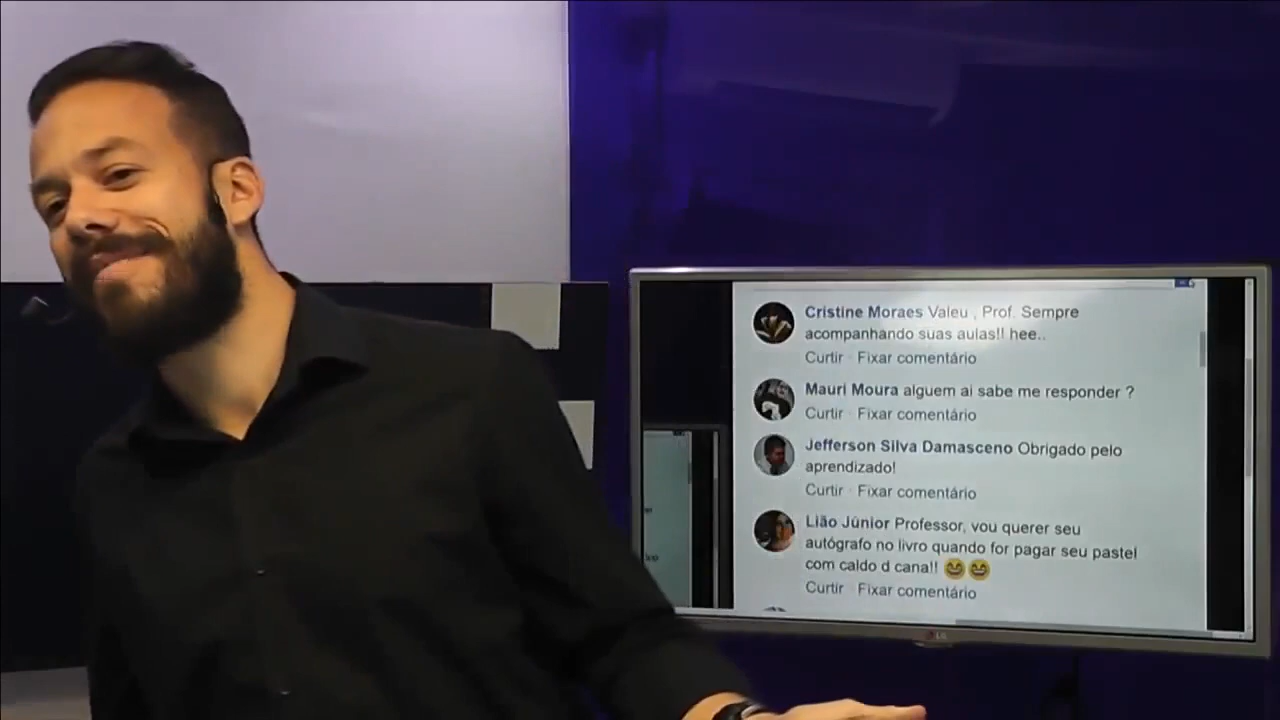 Cristine Moraes Valeu , Prof. Sempre
acompanhando suas aulas!! hee..
Curtir · Fixar comentário
Mauri Moura alguem ai sabe me responder ?
Curtir · Fixar comentário
Jefferson Silva Damasceno Obrigado pelo
aprendizado!
Curtir · Fixar comentário
Lião Júnior Professor, vou querer seu
autógrafo no livro quando for pagar seu pastel
com caldo d cana!! 😄😄
Curtir · Fixar comentário
LG